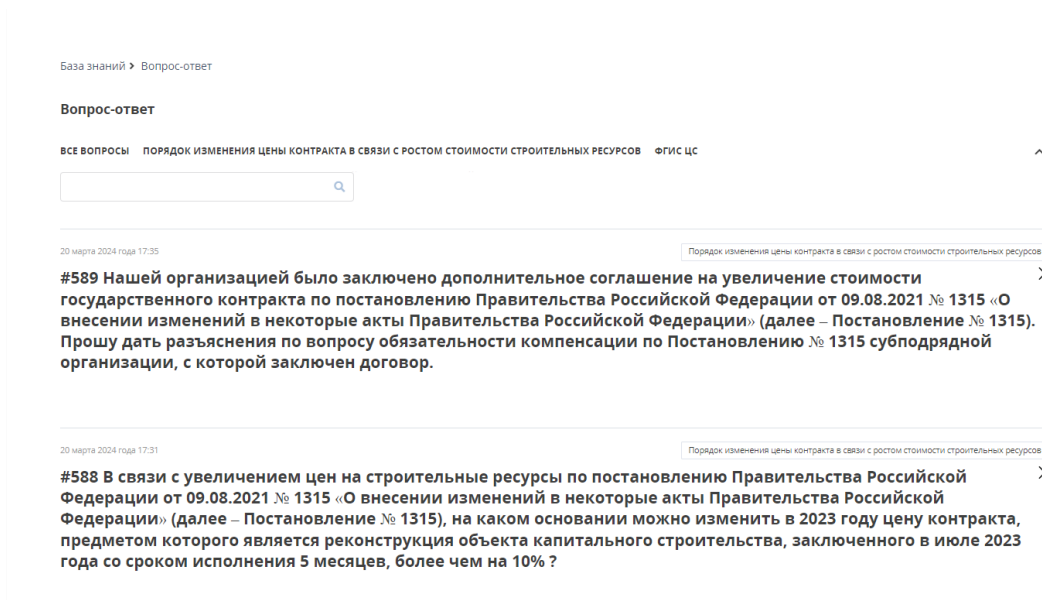 База знаний > Вопрос-ответ
Вопрос-ответ
ВСЕ ВОПРОСЫ ПОРЯДОК ИЗМЕНЕНИЯ ЦЕНЫ КОНТРАКТА В СВЯЗИ С РОСТОМ СТОИМОСТИ СТРОИТЕЛЬНЫХ РЕСУРСОВ ФГИС ЦС
20 марта 2024 года 17:35 Порядок изменения цены контракта в связи с ростом стоимости строительных ресурсов
#589 Нашей организацией было заключено дополнительное соглашение на увеличение стоимости
государственного контракта по постановлению Правительства Российской Федерации от 09.08.2021 № 1315 «О
внесении изменений в некоторые акты Правительства Российской Федерации» (далее – Постановление № 1315).
Прошу дать разъяснения по вопросу обязательности компенсации по Постановлению № 1315 субподрядной
организации, с которой заключен договор.
20 марта 2024 года 17:31 Порядок изменения цены контракта в связи с ростом стоимости строительных ресурсов
#588 В связи с увеличением цен на строительные ресурсы по постановлению Правительства Российской
Федерации от 09.08.2021 № 1315 «О внесении изменений в некоторые акты Правительства Российской
Федерации» (далее – Постановление № 1315), на каком основании можно изменить в 2023 году цену контракта,
предметом которого является реконструкция объекта капитального строительства, заключенного в июле 2023
года со сроком исполнения 5 месяцев, более чем на 10% ?